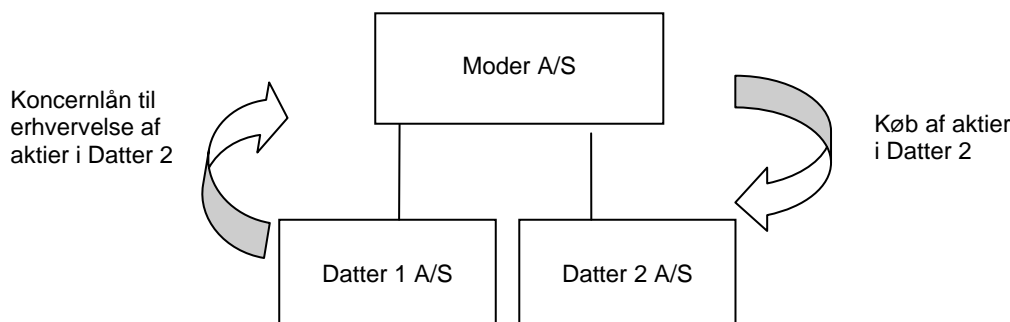 Moder A/S
Koncernlån til
erhvervelse af
aktier i Datter 2
Køb af aktier
i Datter 2
Datter 1 A/S
Datter 2 A/S